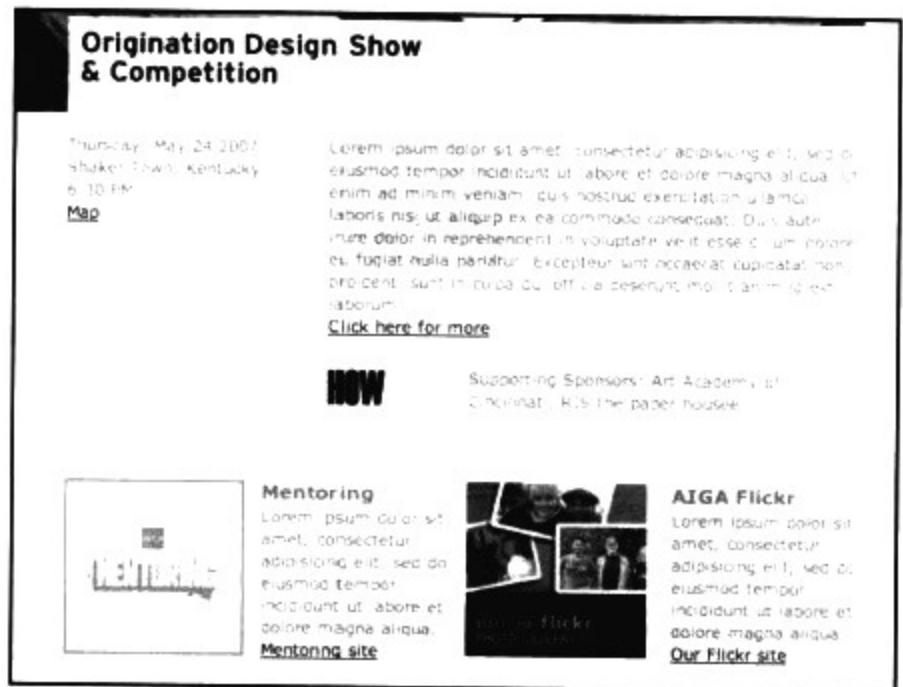 Origination Design Show
& Competition
Thursday, May 24 2007
Shaker Town, Kentucky
6:30 PM
Map
Lorem ipsum dolor sit amet, consectetur adipisicing elit, sed do
eiusmod tempor incididunt ut labore et dolore magna aliqua. Ut
enim ad minim veniam, quis nostrud exercitation ullamco
laboris nisi ut aliquip ex ea commodo consequat. Duis aute
irure dolor in reprehenderit in voluptate velit esse cillum dolore
eu fugiat nulla pariatur. Excepteur sint occaecat cupidatat non
proident, sunt in culpa qui officia deserunt mollit anim id est
laborum.
Click here for more
HOW
Supporting Sponsors: Art Academy of
Cincinnati, RIS the paper housee
Mentoring
Lorem ipsum dolor sit
amet, consectetur
adipisicing elit, sed do
eiusmod tempor
incididunt ut labore et
dolore magna aliqua.
Mentoring site
flickr
AIGA Flickr
Lorem ipsum dolor sit
amet, consectetur
adipisicing elit, sed do
eiusmod tempor
incididunt ut labore et
dolore magna aliqua
Our Flickr site